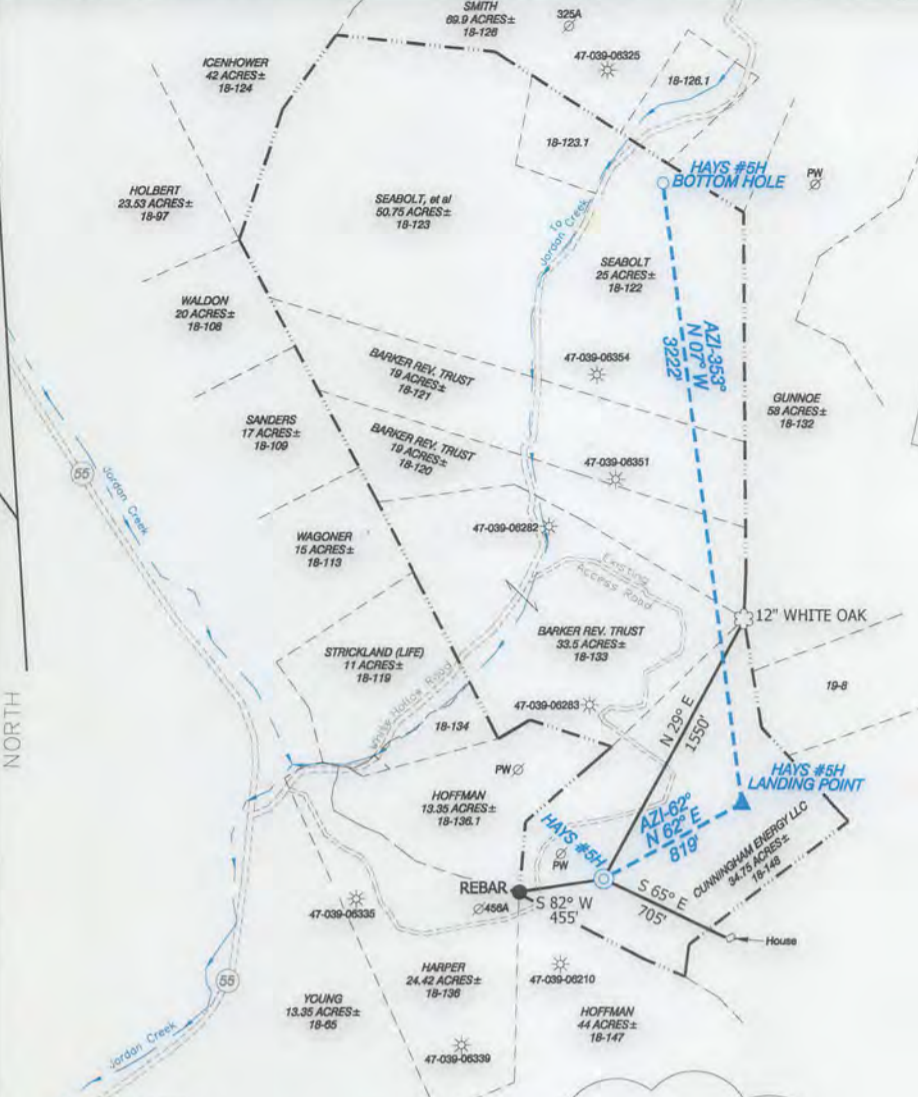 SMITH
69.9 ACRES±
18-126
325A
47-039-06325
18-126.1
ICENHOWER
42 ACRES±
18-124
18-123.1
HAYS #5H
BOTTOM HOLE
PW
HOLBERT
23.53 ACRES±
18-97
SEABOLT, et al
50.75 ACRES±
18-123
To
Jordan Creek
SEABOLT
25 ACRES±
18-122
WALDON
20 ACRES±
18-108
AZI-353°
N 07° W
3222'
BARKER REV. TRUST
19 ACRES±
18-121
47-039-06354
GUNNOE
58 ACRES±
18-132
SANDERS
17 ACRES±
18-109
BARKER REV. TRUST
19 ACRES±
18-120
47-039-06351
55
Jordan Creek
WAGONER
15 ACRES±
18-113
47-039-06282
Existing
Access Road
12" WHITE OAK
BARKER REV. TRUST
33.5 ACRES±
18-133
STRICKLAND (LIFE)
11 ACRES±
18-119
White Hollow Road
19-8
NORTH
47-039-06283
18-134
N 29° E
1550'
PW
HAYS #5H
LANDING POINT
HOFFMAN
13.35 ACRES±
18-136.1
HAYS #5H
AZI-62°
N 62° E
819'
PW
CUNNINGHAM ENERGY LLC
34.75 ACRES±
18-148
REBAR
S 82° W
455'
S 65° E
705'
456A
47-039-06335
House
HARPER
24.42 ACRES±
18-136
47-039-06210
55
YOUNG
13.35 ACRES±
18-65
HOFFMAN
44 ACRES±
18-147
Jordan Creek
47-039-06339